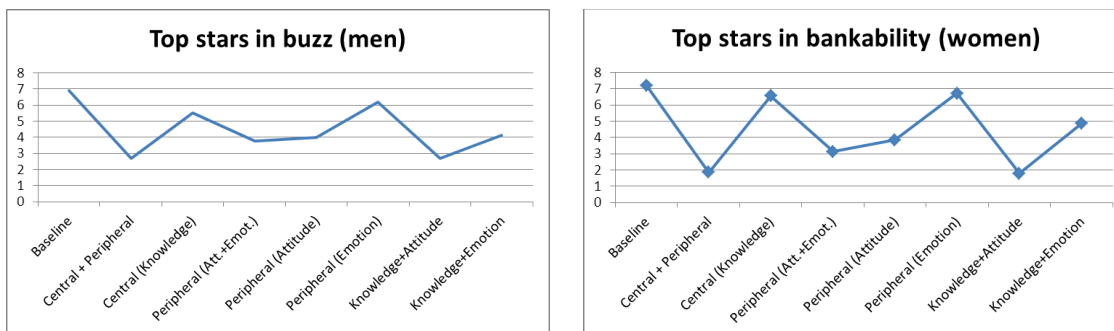 Top stars in buzz (men)
8
7
6
5
4
3
2
1
0
Baseline
Central + Peripheral
Central (Knowledge)
Peripheral (Att.+Emot.)
Peripheral (Attitude)
Peripheral (Emotion)
Knowledge+Attitude
Knowledge+Emotion
Top stars in bankability (women)
8
7
6
5
4
3
2
1
0
Baseline
Central + Peripheral
Central (Knowledge)
Peripheral (Att.+Emot.)
Peripheral (Attitude)
Peripheral (Emotion)
Knowledge+Attitude
Knowledge+Emotion